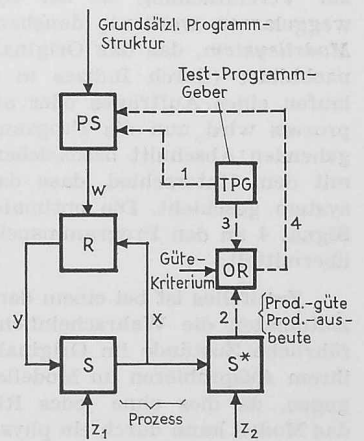 Grundsätzl. Programm-
Struktur
Test-Programm-
Geber
PS
1
TPG
4
w
R
Güte-
Kriterium
OR
y
x
2
Prod.-güte
Prod.-aus-
beute
S
S*
z1
Prozess
z2